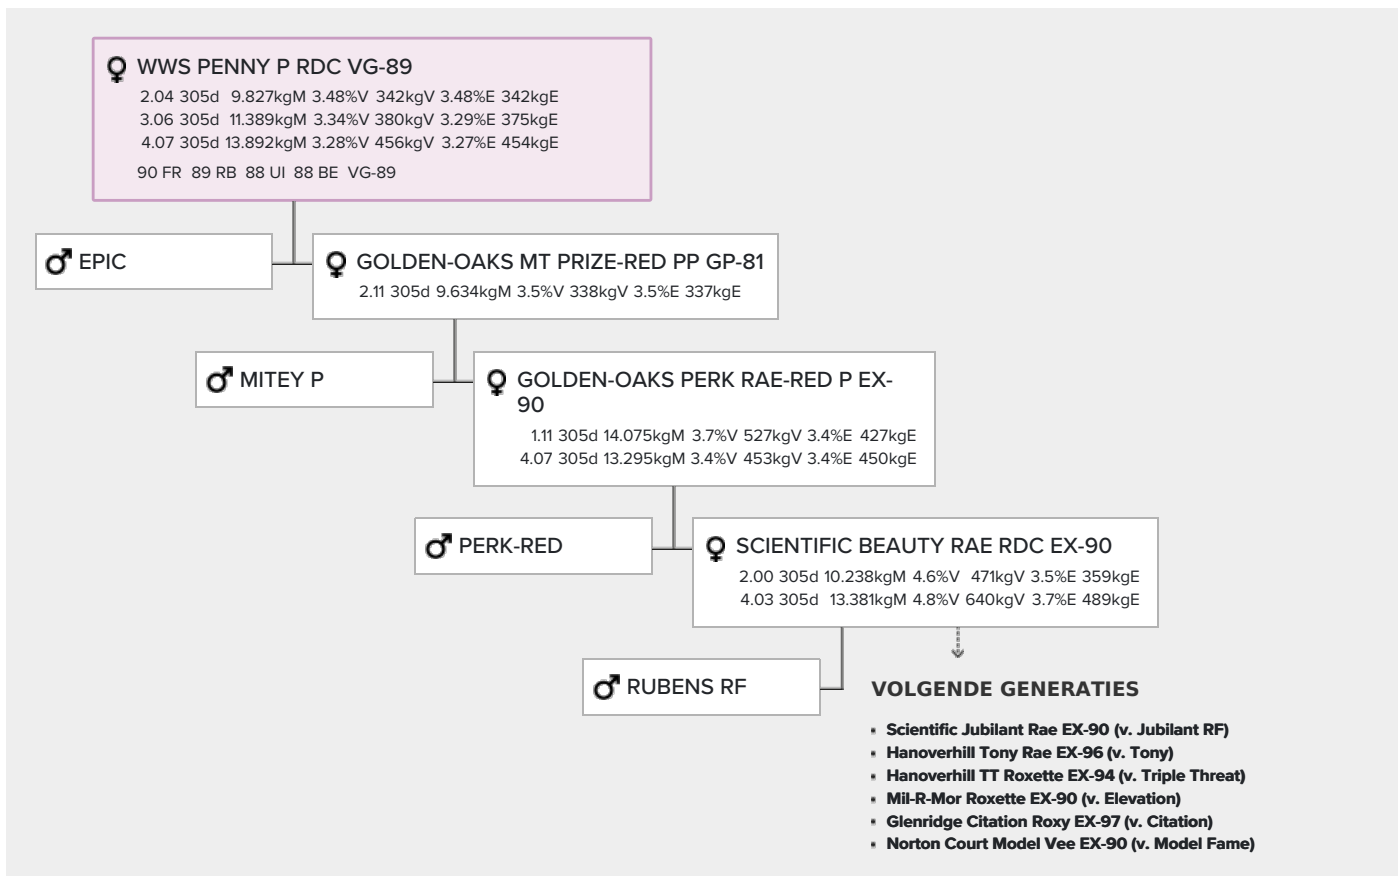 WWS PENNY P RDC VG-89
2.04 305d 9.827kgM 3.48%V 342kgV 3.48%E 342kgE
3.06 305d 11.389kgM 3.34%V 380kgV 3.29%E 375kgE
4.07 305d 13.892kgM 3.28%V 456kgV 3.27%E 454kgE
90 FR 89 RB 88 UI 88 BE VG-89
EPIC
GOLDEN-OAKS MT PRIZE-RED PP GP-81
2.11 305d 9.634kgM 3.5%V 338kgV 3.5%E 337kgE
MITEY P
GOLDEN-OAKS PERK RAE-RED P EX-
90
1.11 305d 14.075kgM 3.7%V 527kgV 3.4%E 427kgE
4.07 305d 13.295kgM 3.4%V 453kgV 3.4%E 450kgE
PERK-RED
SCIENTIFIC BEAUTY RAE RDC EX-90
2.00 305d 10.238kgM 4.6%V 471kgV 3.5%E 359kgE
4.03 305d 13.381kgM 4.8%V 640kgV 3.7%E 489kgE
RUBENS RF
VOLGENDE GENERATIES
Scientific Jubilant Rae EX-90 (v. Jubilant RF)
Hanoverhill Tony Rae EX-96 (v. Tony)
Hanoverhill TT Roxette EX-94 (v. Triple Threat)
Mil-R-Mor Roxette EX-90 (v. Elevation)
Glenridge Citation Roxy EX-97 (v. Citation)
Norton Court Model Vee EX-90 (v. Model Fame)